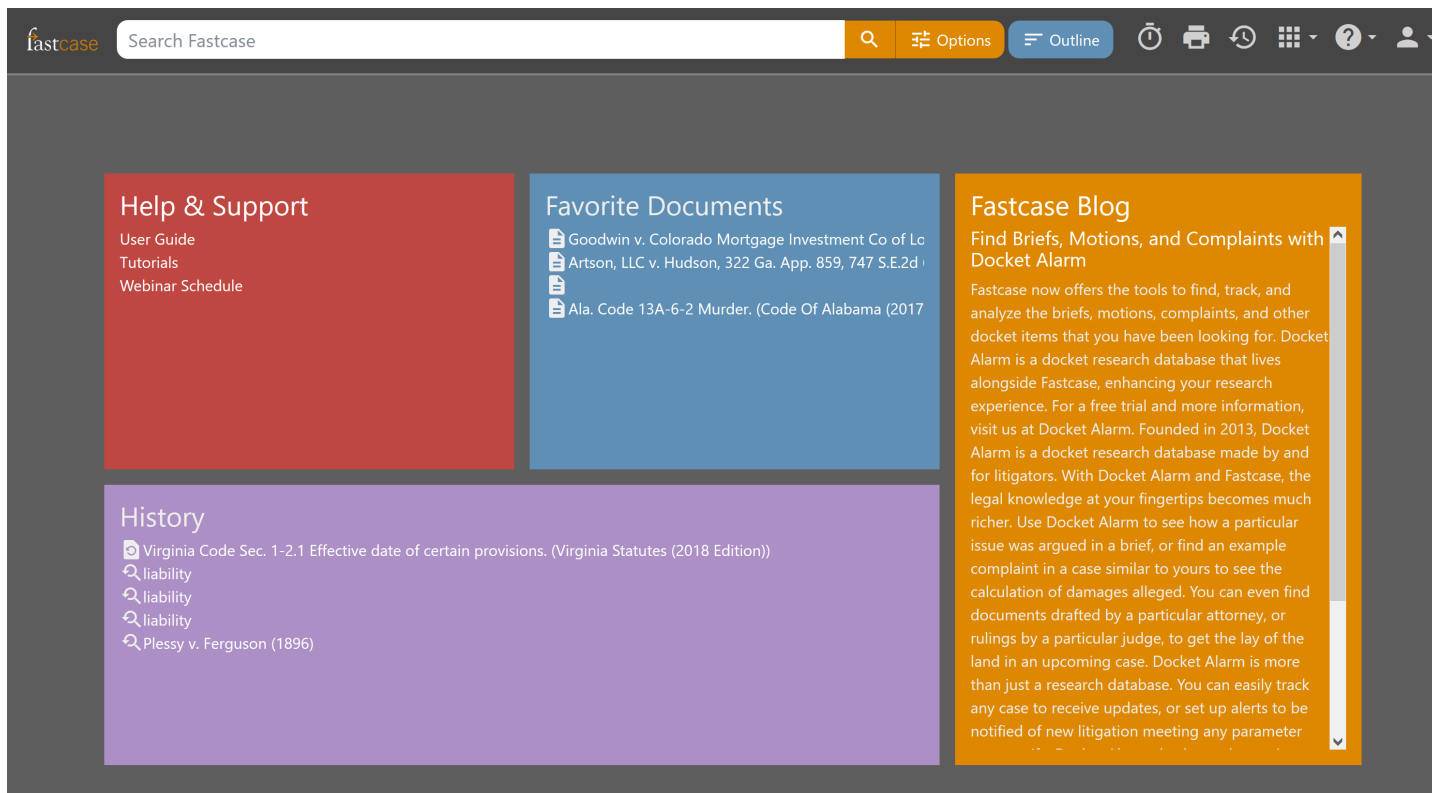 fastcase
Search Fastcase
Options
Outline
Help & Support
User Guide
Tutorials
Webinar Schedule
Favorite Documents
Goodwin v. Colorado Mortgage Investment Co of Lo
Artson, LLC v. Hudson, 322 Ga. App. 859, 747 S.E.2d
Ala. Code 13A-6-2 Murder. (Code Of Alabama (2017
History
Virginia Code Sec. 1-2.1 Effective date of certain provisions. (Virginia Statutes (2018 Edition))
liability
liability
liability
Plessy v. Ferguson (1896)
Fastcase Blog
Find Briefs, Motions, and Complaints with
Docket Alarm
Fastcase now offers the tools to find, track, and
analyze the briefs, motions, complaints, and other
docket items that you have been looking for. Docket
Alarm is a docket research database that lives
alongside Fastcase, enhancing your research
experience. For a free trial and more information,
visit us at Docket Alarm. Founded in 2013, Docket
Alarm is a docket research database made by and
for litigators. With Docket Alarm and Fastcase, the
legal knowledge at your fingertips becomes much
richer. Use Docket Alarm to see how a particular
issue was argued in a brief, or find an example
complaint in a case similar to yours to see the
calculation of damages alleged. You can even find
documents drafted by a particular attorney, or
rulings by a particular judge, to get the lay of the
land in an upcoming case. Docket Alarm is more
than just a research database. You can easily track
any case to receive updates, or set up alerts to be
notified of new litigation meeting any parameter